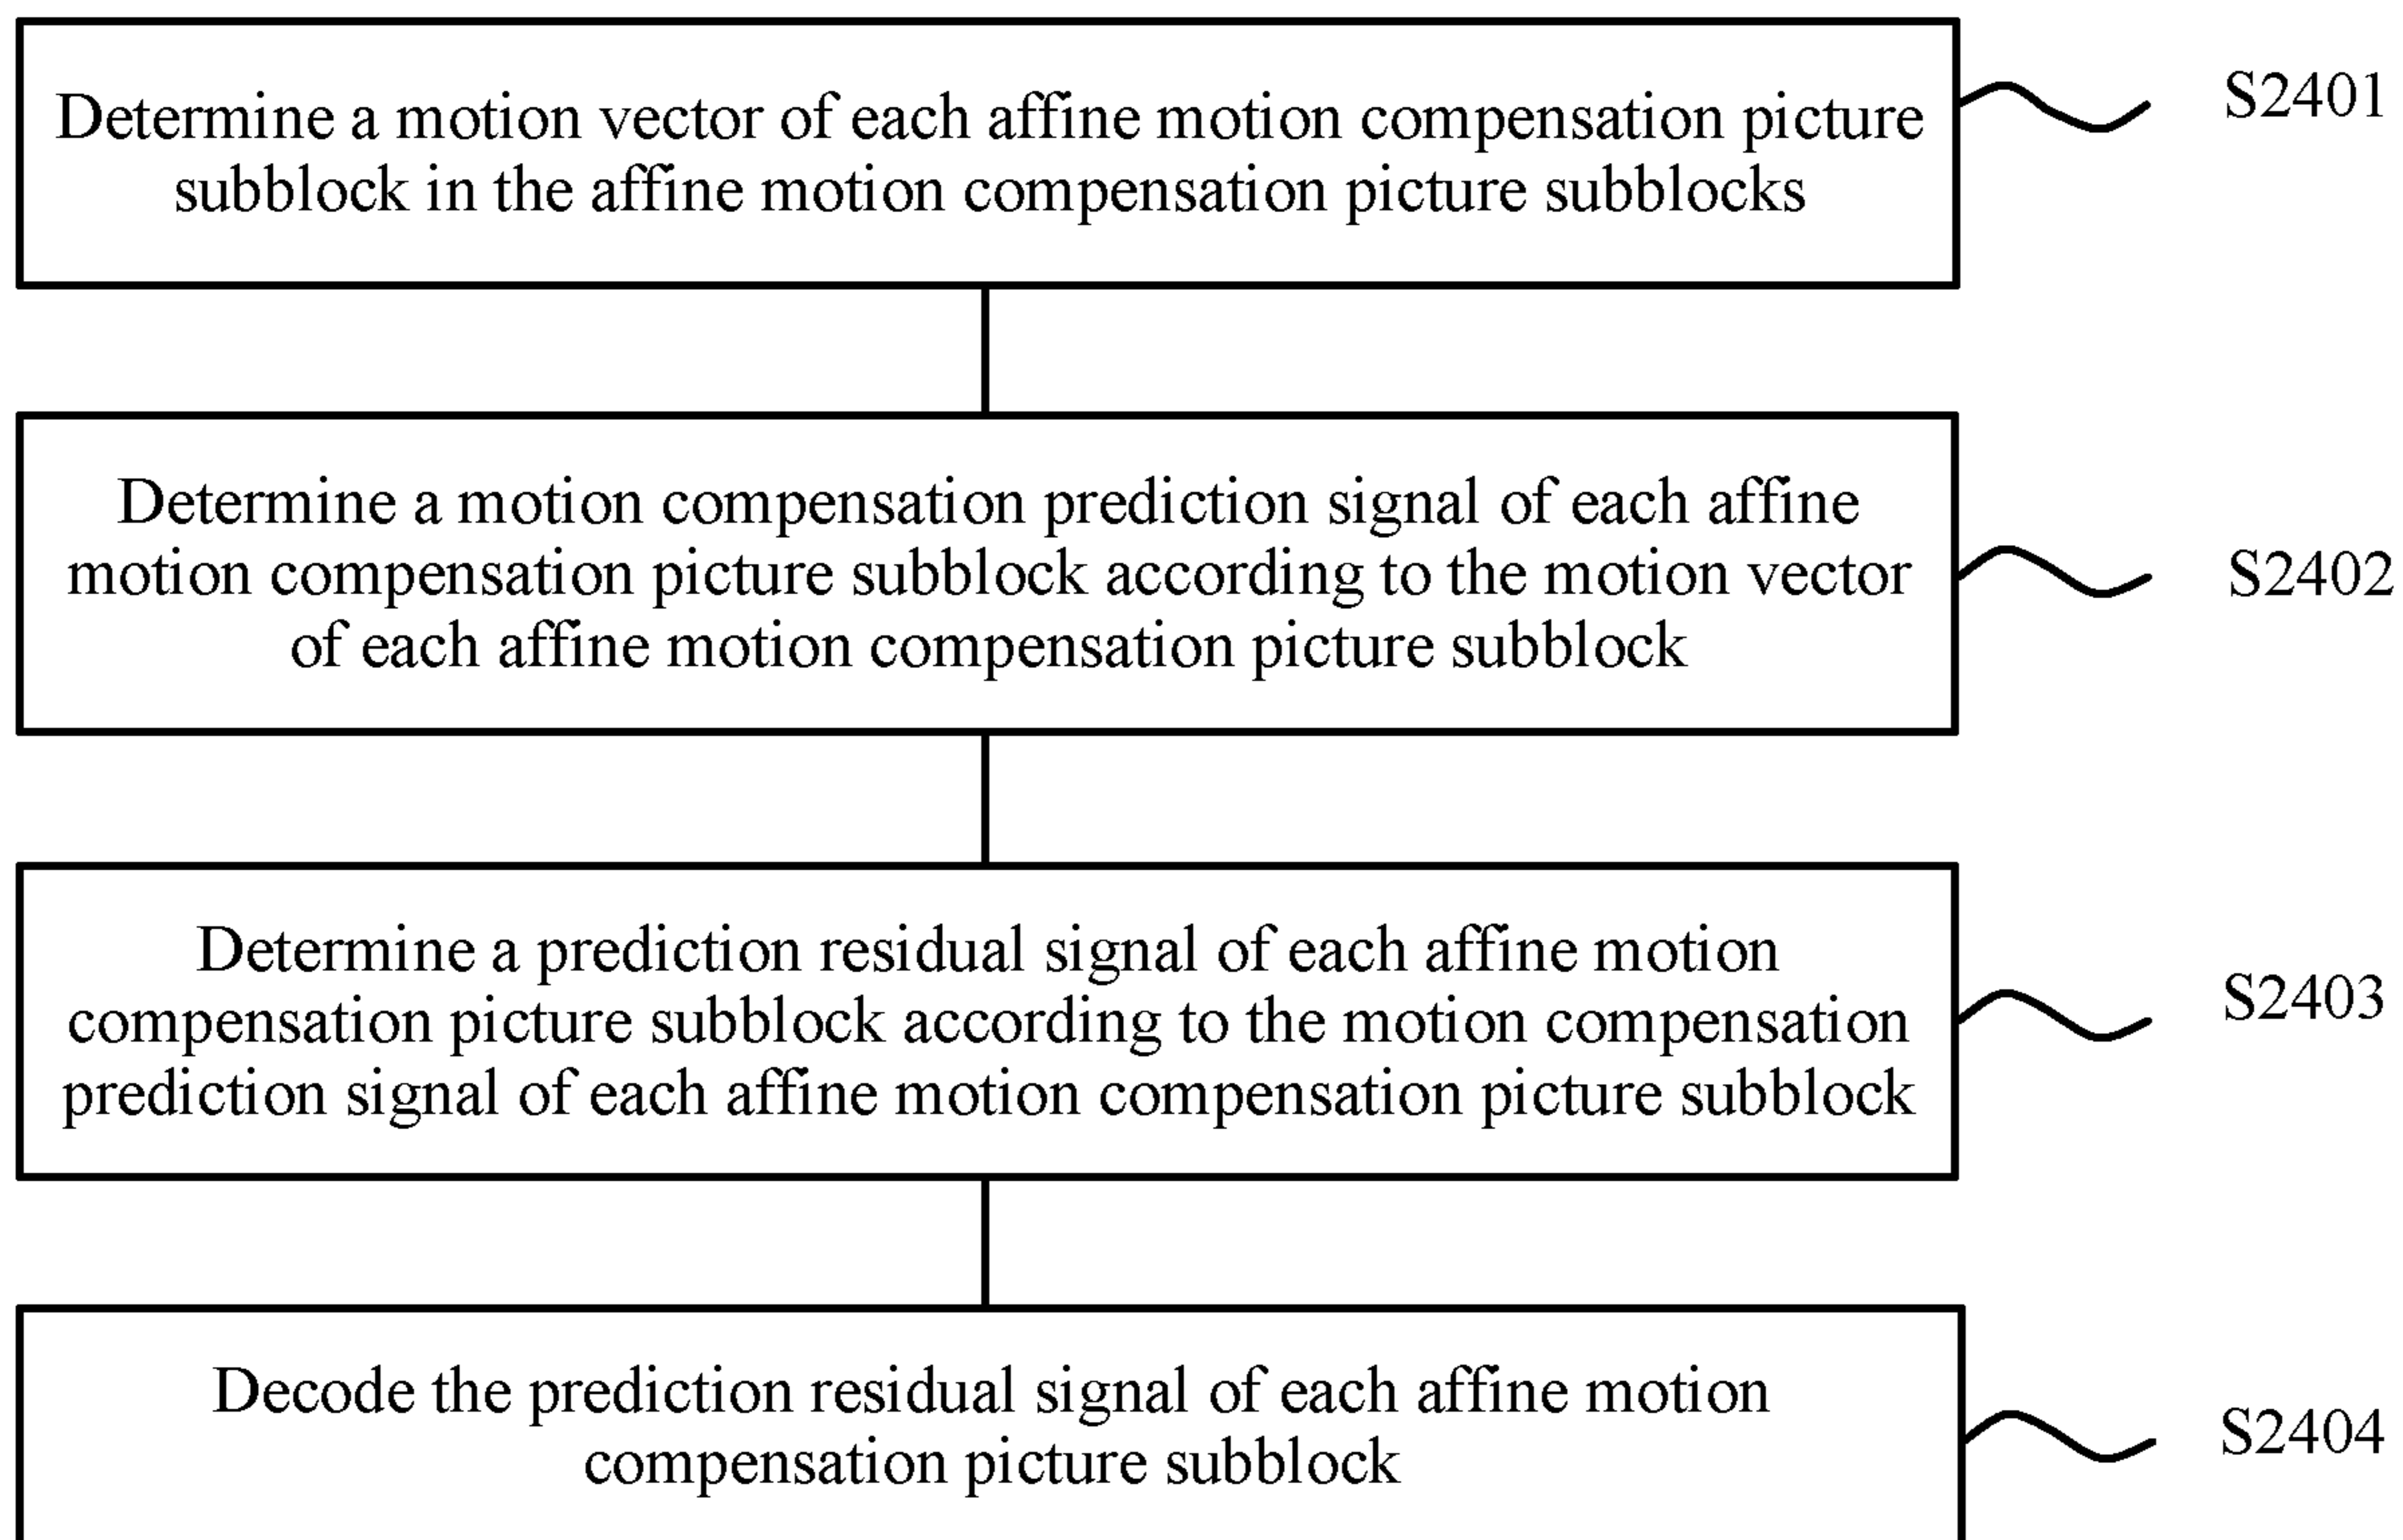 Determine a motion vector of each affine motion compensation picture
subblock in the affine motion compensation picture subblocks
S2401
Determine a motion compensation prediction signal of each affine
motion compensation picture subblock according to the motion vector
of each affine motion compensation picture subblock
S2402
Determine a prediction residual signal of each affine motion
compensation picture subblock according to the motion compensation
prediction signal of each affine motion compensation picture subblock
S2403
Decode the prediction residual signal of each affine motion
compensation picture subblock
S2404